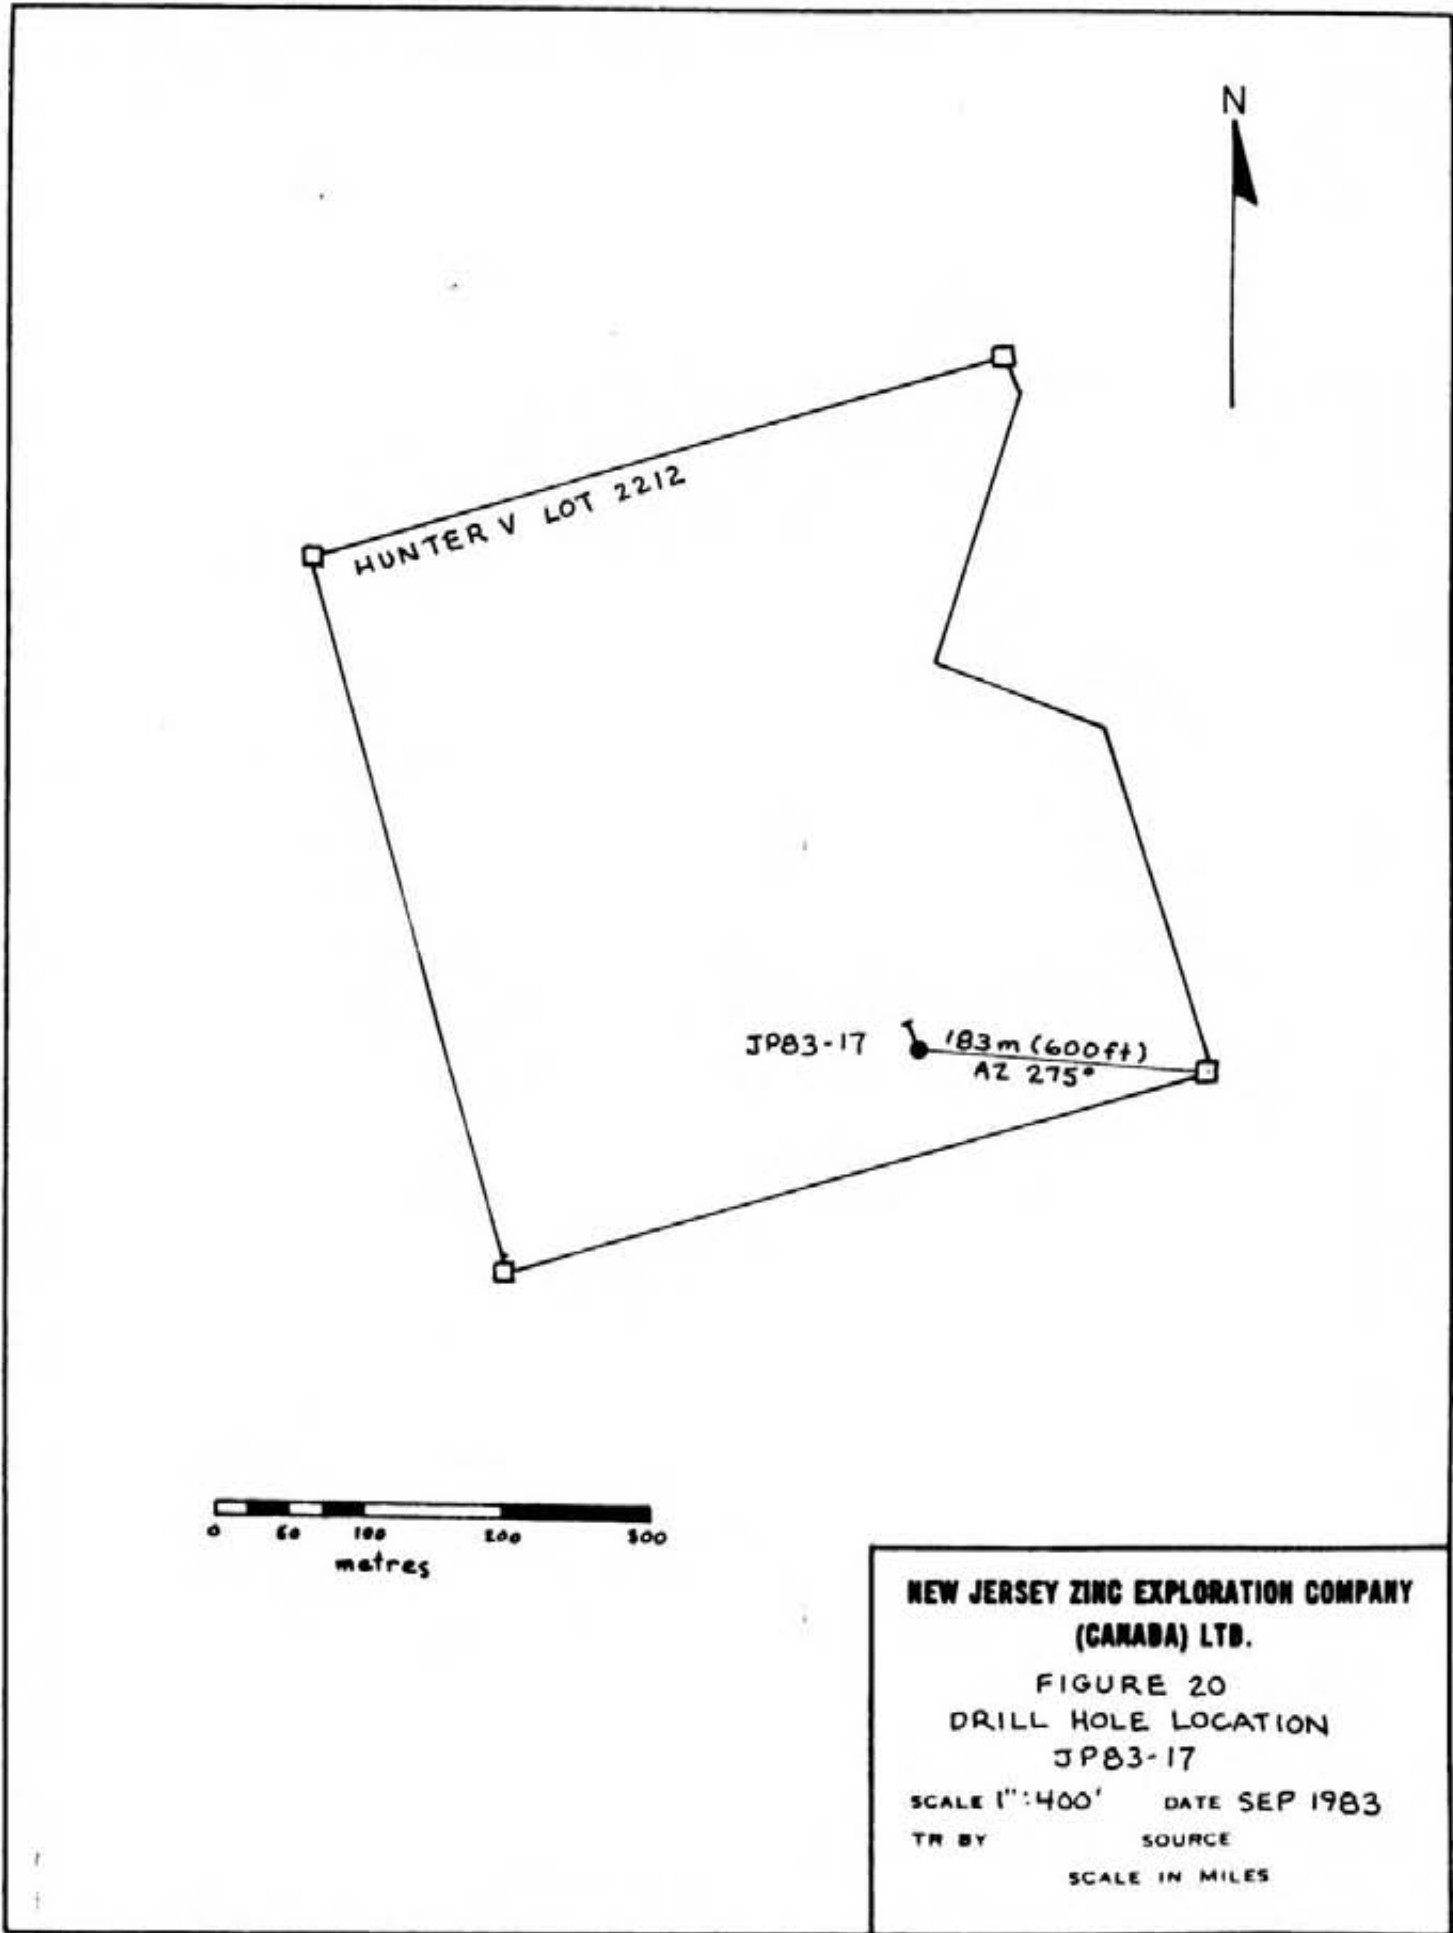 N
HUNTER V LOT 2212
JP83-17
183m (600ft)
AZ 275°
0 50 100 200 300
metres
NEW JERSEY ZINC EXPLORATION COMPANY
(CANADA) LTD.
FIGURE 20
DRILL HOLE LOCATION
JP83-17
SCALE 1":400' DATE SEP 1983
TR BY SOURCE
SCALE IN MILES